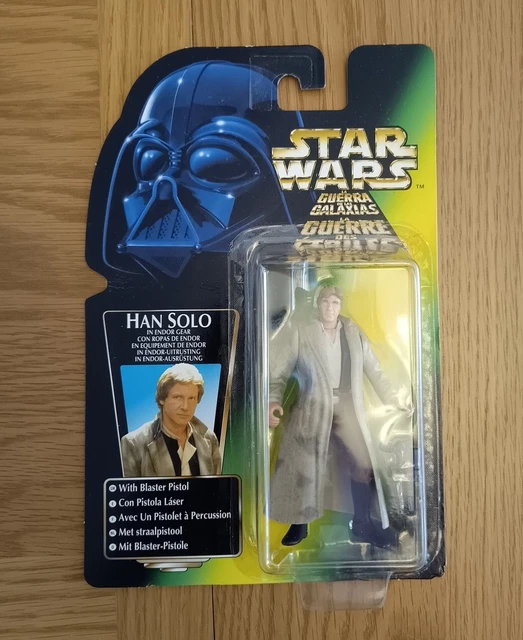 STAR
WARS
TM
LA
GUERRA
DE LAS
GALAXIAS
LA
GUERRE
DES
HAN SOLO
IN ENDOR GEAR
CON ROPAS DE ENDOR
EN EQUIPEMENT DE ENDOR
IN ENDOR-UITRUSTING
IN ENDOR-AUSRÜSTUNG
With Blaster Pistol
Con Pistola Láser
Avec Un Pistolet à Percussion
Met straalpistool
Mit Blaster-Pistole